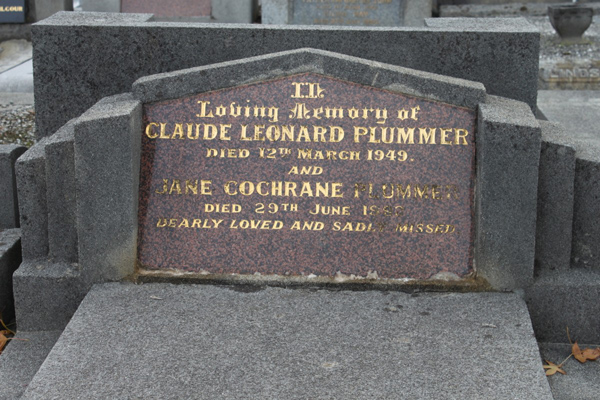 In
Loving Memory of
CLAUDE LEONARD PLUMMER
DIED 12TH MARCH 1949.
AND
JANE COCHRANE PLUMMER
DIED 29TH JUNE
DEARLY LOVED AND SADLY MISSED